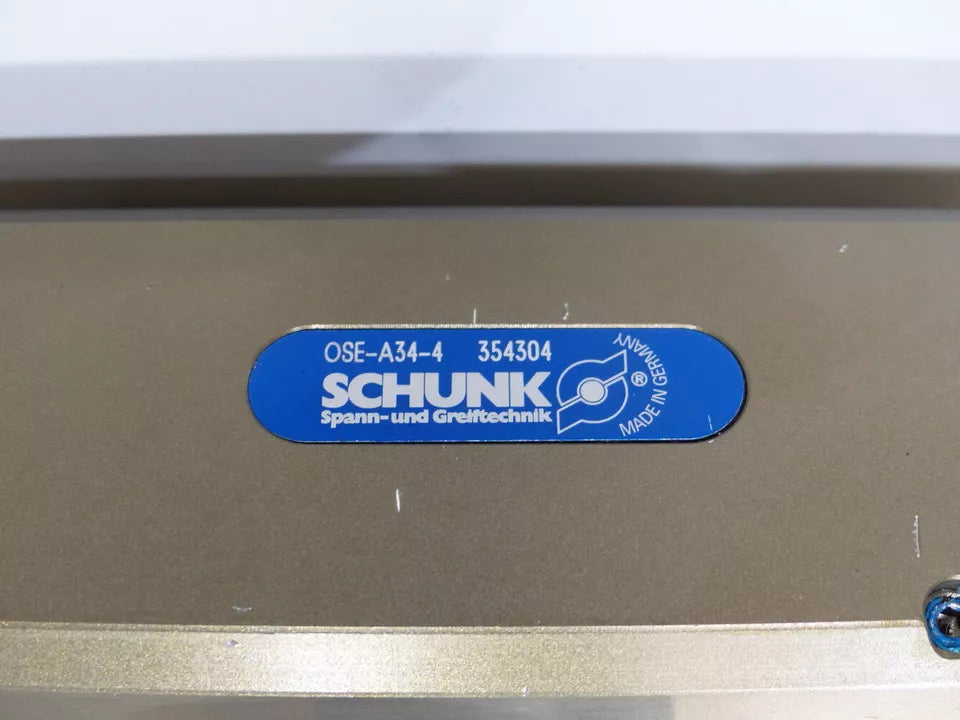 OSE-A34-4 354304
SCHUNK
Spann- und Greiftechnik
®
MADE IN GERMANY